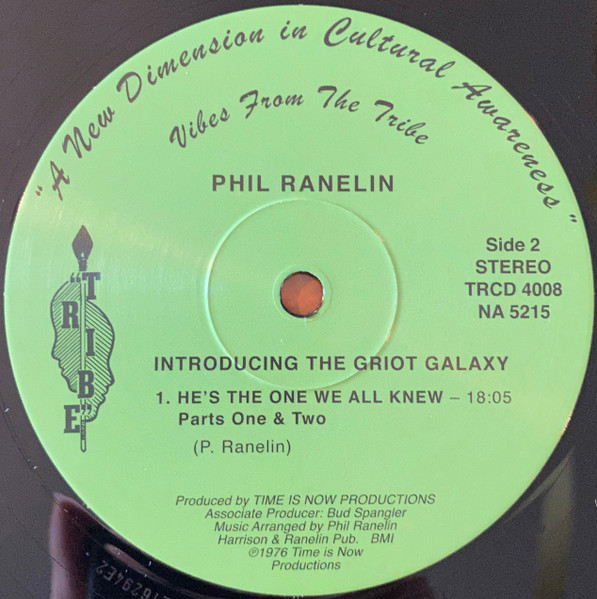 "A New Dimension in Cultural Awareness"
Vibes From The Tribe
PHIL RANELIN
Side 2
STEREO
TRCD 4008
NA 5215
"TRIBE"
INTRODUCING THE GRIOT GALAXY
1. HE'S THE ONE WE ALL KNEW – 18:05
Parts One & Two
(P. Ranelin)
Produced by TIME IS NOW PRODUCTIONS
Associate Producer: Bud Spangler
Music Arranged by Phil Ranelin
Harrison & Ranelin Pub. BMI
℗1976 Time is Now
Productions